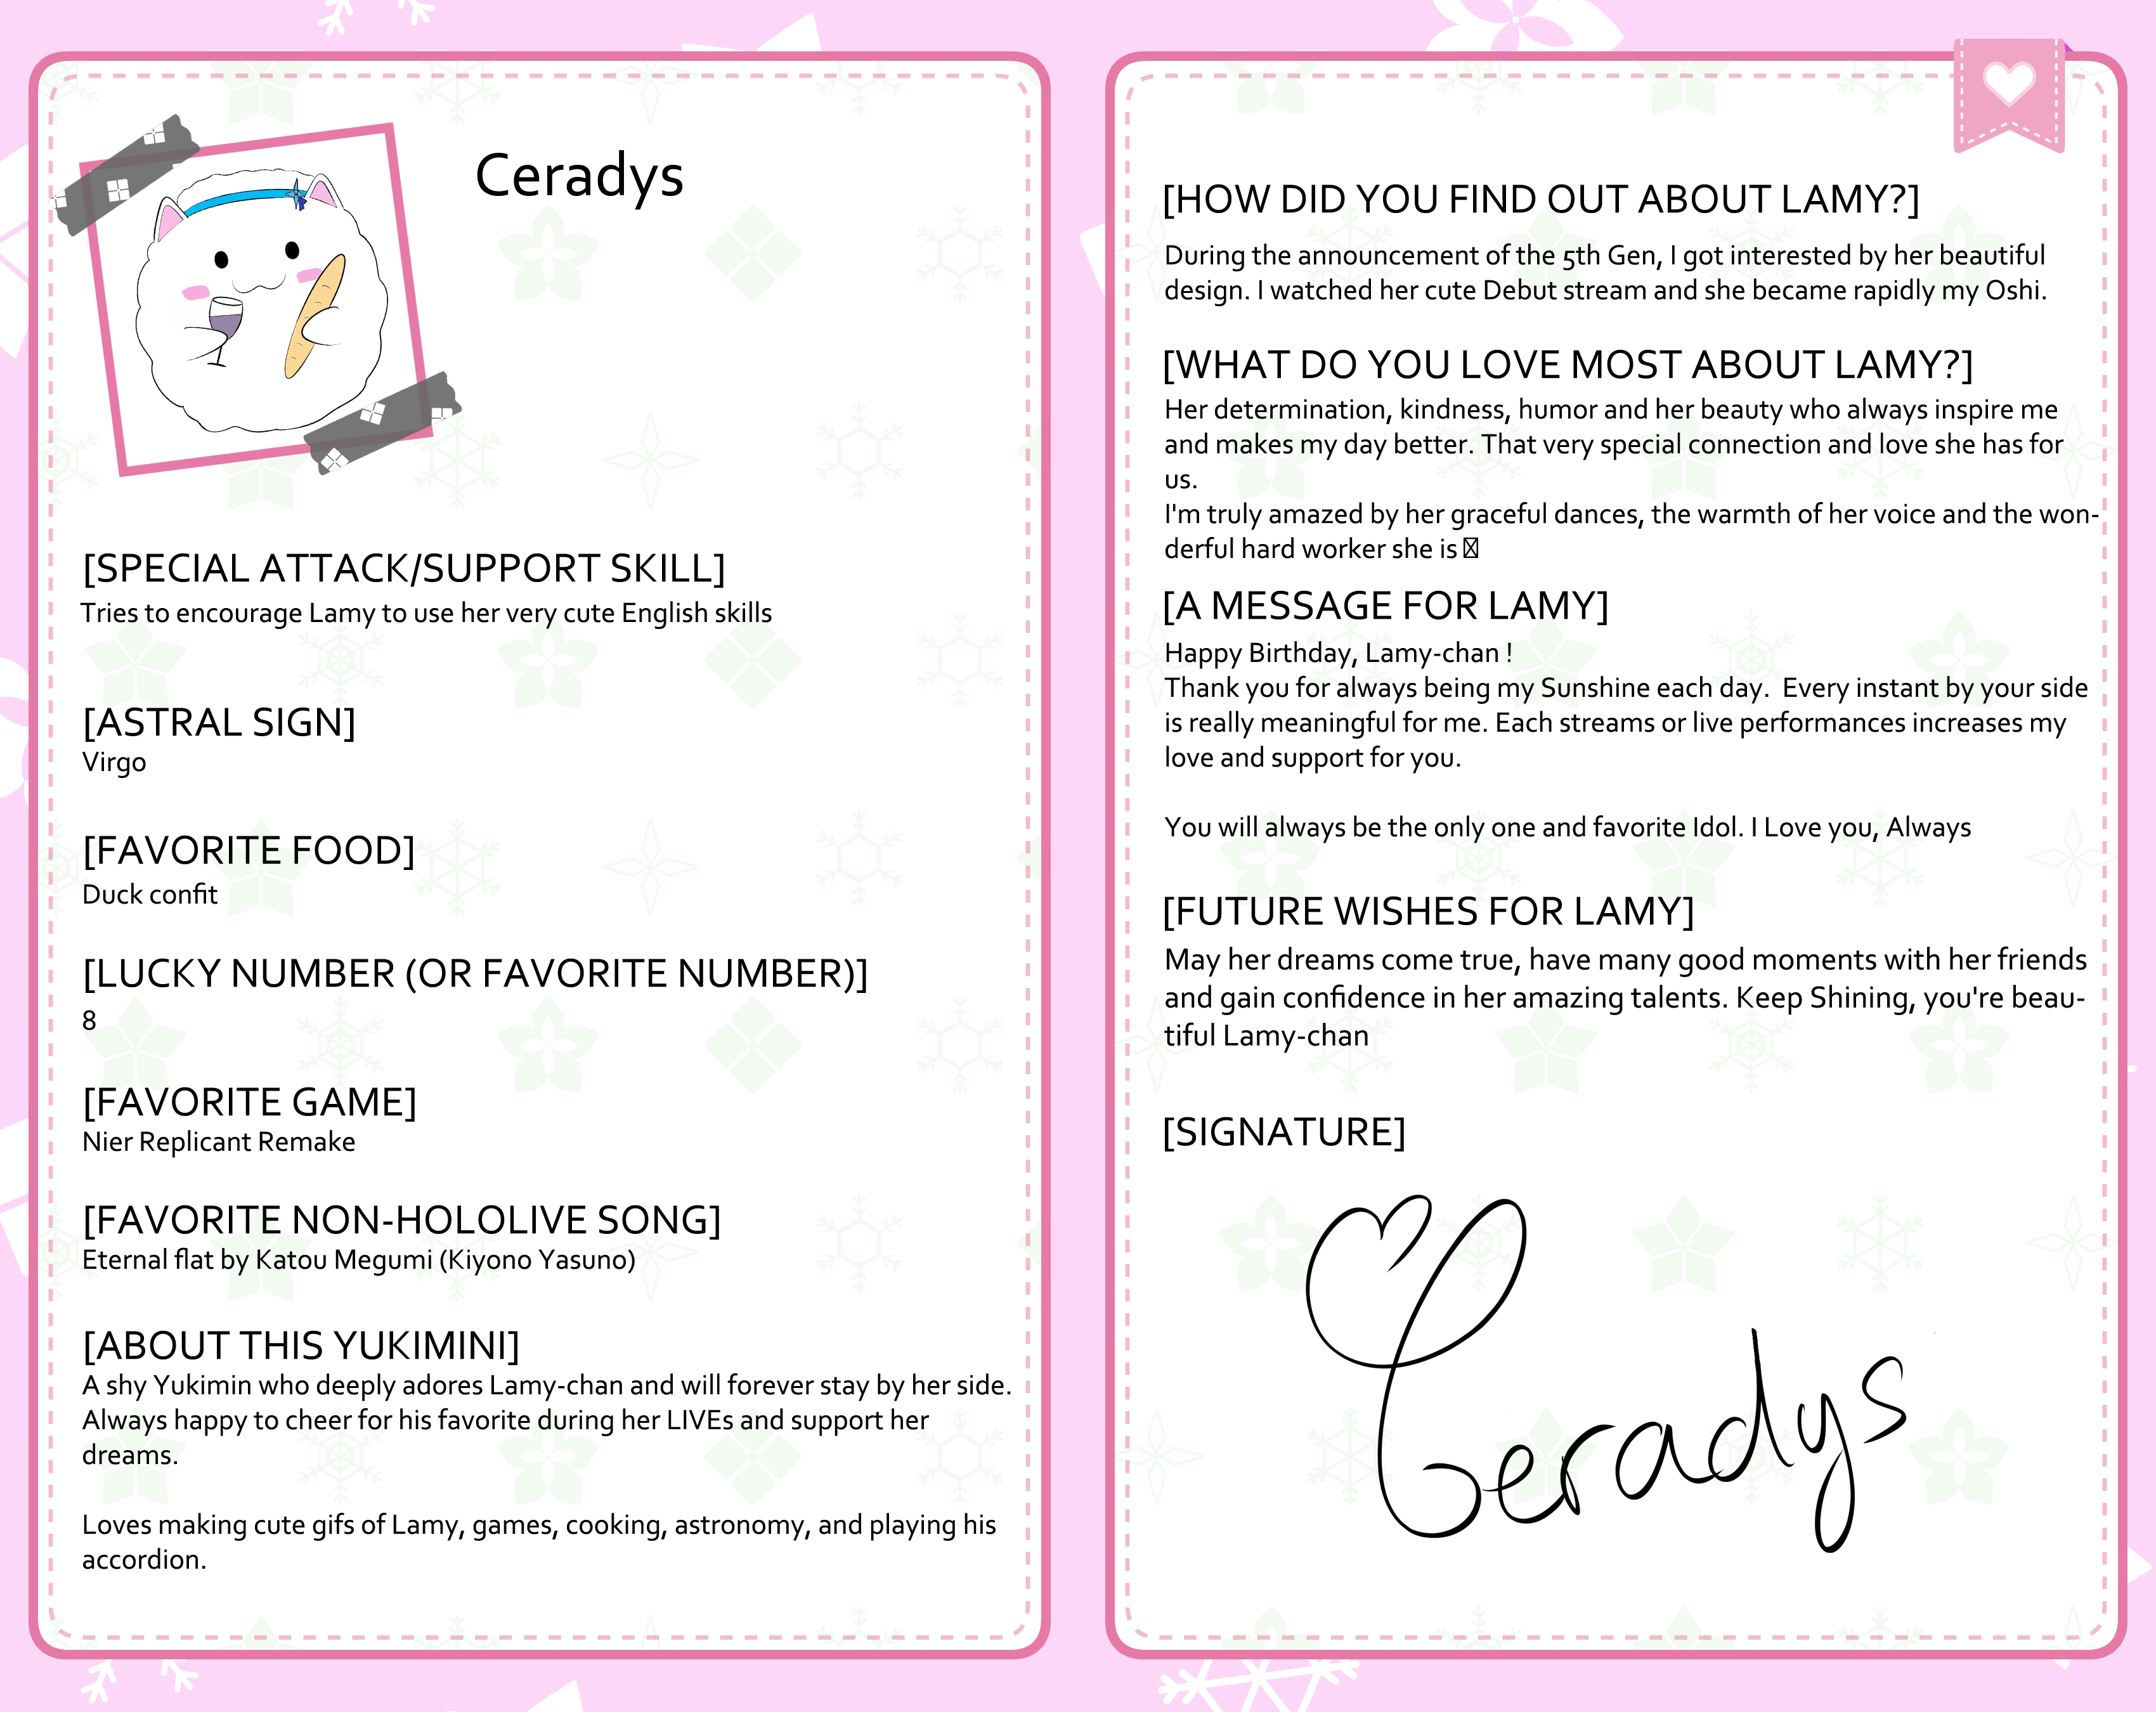 Ceradys
[SPECIAL ATTACK/SUPPORT SKILL]
Tries to encourage Lamy to use her very cute English skills
[ASTRAL SIGN]
Virgo
[FAVORITE FOOD]
Duck confit
[LUCKY NUMBER (OR FAVORITE NUMBER)]
8
[FAVORITE GAME]
Nier Replicant Remake
[FAVORITE NON-HOLOLIVE SONG]
Eternal flat by Katou Megumi (Kiyono Yasuno)
[ABOUT THIS YUKIMINI]
A shy Yukimin who deeply adores Lamy-chan and will forever stay by her side.
Always happy to cheer for his favorite during her LIVEs and support her
dreams.
Loves making cute gifs of Lamy, games, cooking, astronomy, and playing his
accordion.
[HOW DID YOU FIND OUT ABOUT LAMY?]
During the announcement of the 5th Gen, I got interested by her beautiful
design. I watched her cute Debut stream and she became rapidly my Oshi.
[WHAT DO YOU LOVE MOST ABOUT LAMY?]
Her determination, kindness, humor and her beauty who always inspire me
and makes my day better. That very special connection and love she has for
us.
I'm truly amazed by her graceful dances, the warmth of her voice and the won-
derful hard worker she is
[A MESSAGE FOR LAMY]
Happy Birthday, Lamy-chan !
Thank you for always being my Sunshine each day.  Every instant by your side
is really meaningful for me. Each streams or live performances increases my
love and support for you.
You will always be the only one and favorite Idol. I Love you, Always
[FUTURE WISHES FOR LAMY]
May her dreams come true, have many good moments with her friends
and gain confidence in her amazing talents. Keep Shining, you're beau-
tiful Lamy-chan
[SIGNATURE]
Ceradys